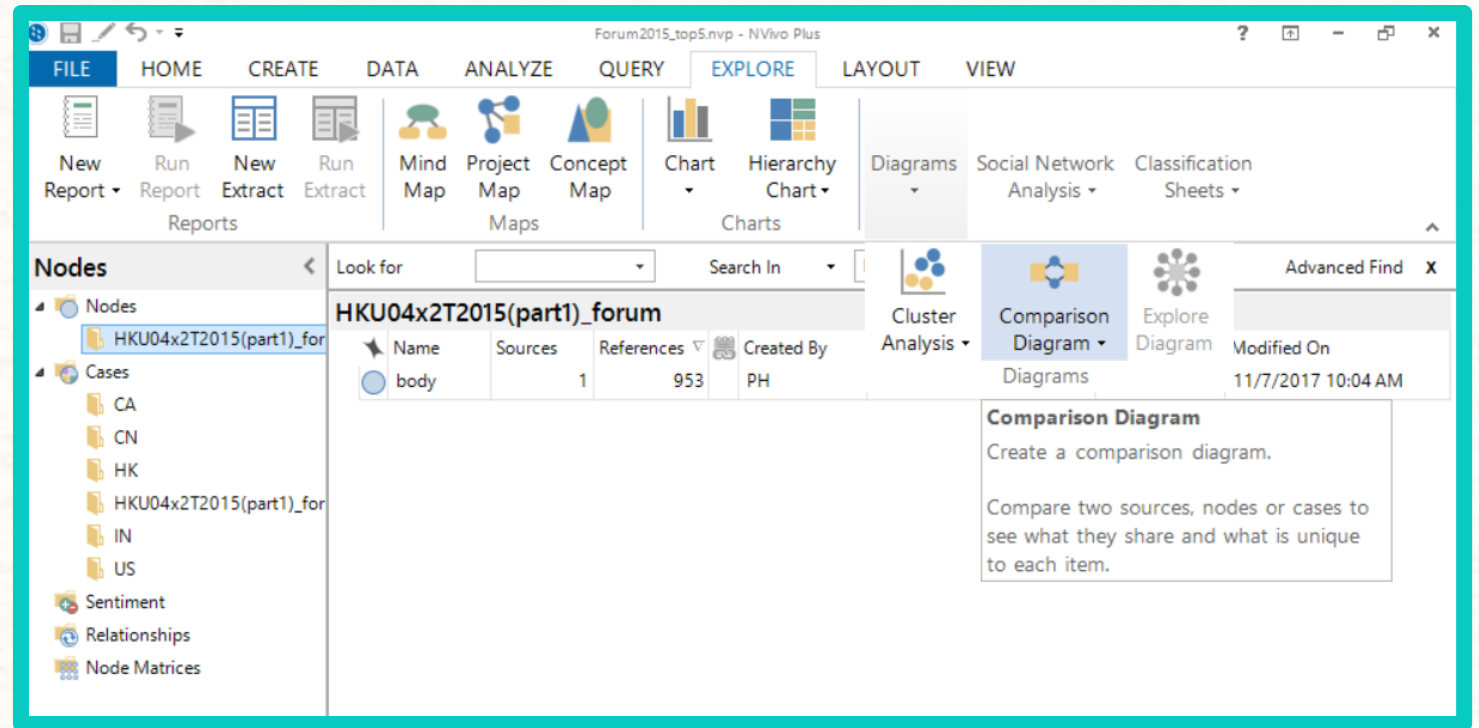 Forum2015_top5.nvp - NVivo Plus ?
FILE HOME CREATE DATA ANALYZE QUERY EXPLORE LAYOUT VIEW
New Report
Run Report
New Extract
Run Extract
Mind Map
Project Map
Concept Map
Chart
Hierarchy Chart
Diagrams
Social Network Analysis
Classification Sheets
Reports Maps Charts
Nodes
Look for Search In Advanced Find X
Nodes
HKU04x2T2015(part1)_for
Cases
CA
CN
HK
HKU04x2T2015(part1)_for
IN
US
Sentiment
Relationships
Node Matrices
HKU04x2T2015(part1)_forum
Name Sources References Created By Modified On
body 1 953 PH 11/7/2017 10:04 AM
Cluster Analysis
Comparison Diagram
Explore Diagram
Diagrams
Comparison Diagram
Create a comparison diagram.
Compare two sources, nodes or cases to
see what they share and what is unique
to each item.